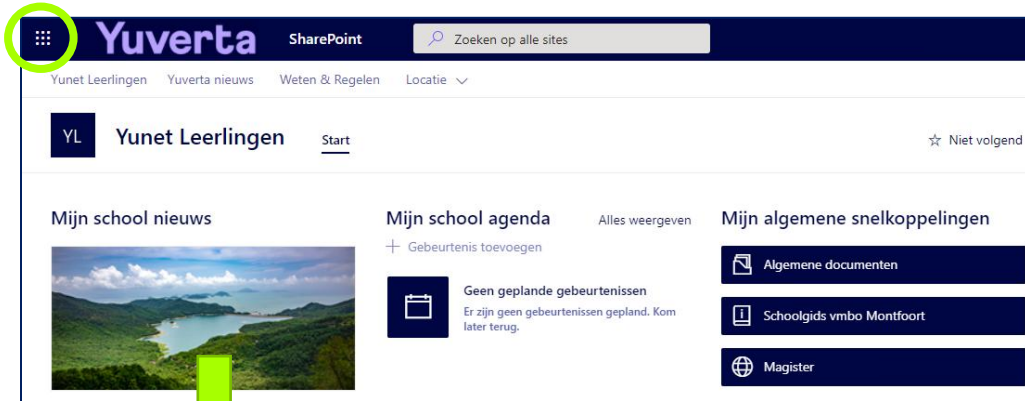 Yuverta SharePoint Zoeken op alle sites
Yunet Leerlingen Yuverta nieuws Weten & Regelen Locatie
YL Yunet Leerlingen Start Niet volgend
Mijn school nieuws
Mijn school agenda Alles weergeven
Gebeurtenis toevoegen
Geen geplande gebeurtenissen
Er zijn geen gebeurtenissen gepland. Kom
later terug.
Mijn algemene snelkoppelingen
Algemene documenten
Schoolgids vmbo Montfoort
Magister